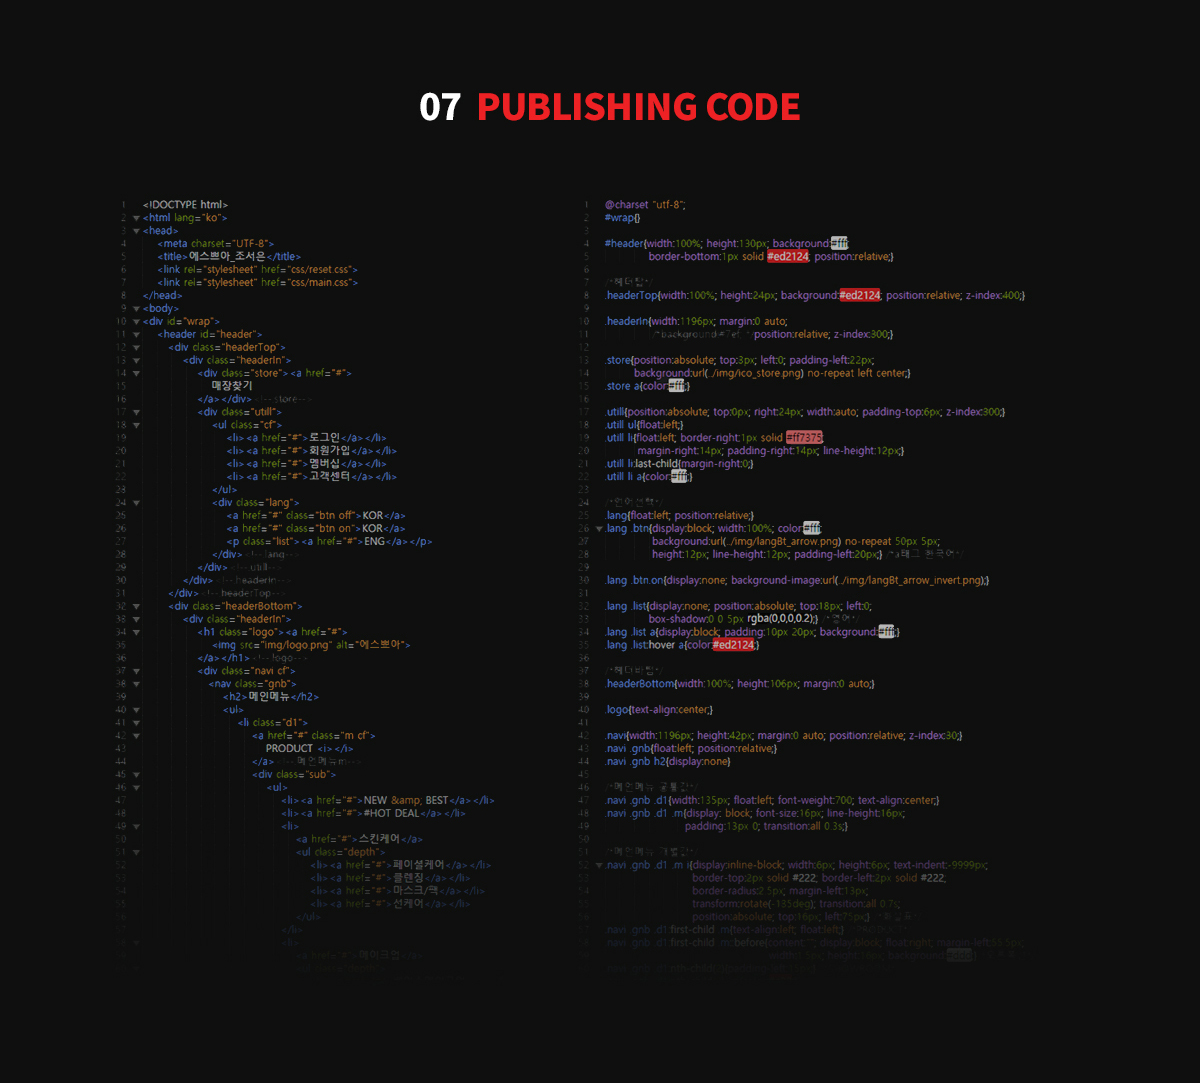 07 PUBLISHING CODE
1 <!DOCTYPE html>
2 <html lang="ko">
3 <head>
4 <meta charset="UTF-8">
5 <title>에스쁘아_조서은</title>
6 <link rel="stylesheet" href="css/reset.css">
7 <link rel="stylesheet" href="css/main.css">
8 </head>
9 <body>
10 <div id="wrap">
11 <header id="header">
12 <div class="headerTop">
13 <div class="headerIn">
14 <div class="store"><a href="#">
15 매장찾기
16 </a></div> <!-- store -->
17 <div class="utill">
18 <ul class="cf">
19 <li><a href="#">로그인</a></li>
20 <li><a href="#">회원가입</a></li>
21 <li><a href="#">멤버십</a></li>
22 <li><a href="#">고객센터</a></li>
23 </ul>
24 <div class="lang">
25 <a href="#" class="btn off">KOR</a>
26 <a href="#" class="btn on">KOR</a>
27 <p class="list"><a href="#">ENG</a></p>
28 </div> <!-- lang -->
29 </div> <!-- utill -->
30 </div> <!-- headerIn -->
31 </div> <!-- headerTop -->
32 <div class="headerBottom">
33 <div class="headerIn">
34 <h1 class="logo"><a href="#">
35 <img src="img/logo.png" alt="에스쁘아">
36 </a></h1> <!-- logo -->
37 <div class="navi cf">
38 <nav class="gnb">
39 <h2>메인메뉴</h2>
40 <ul>
41 <li class="d1">
42 <a href="#" class="m cf">
43 PRODUCT <i></i>
44 </a> <!-- 메인메뉴m -->
45 <div class="sub">
46 <ul>
47 <li><a href="#">NEW &amp; BEST</a></li>
48 <li><a href="#">#HOT DEAL</a></li>
49 <li>
50 <a href="#">스킨케어</a>
51 <ul class="depth">
52 <li><a href="#">페이셜케어</a></li>
53 <li><a href="#">클렌징</a></li>
54 <li><a href="#">마스크/팩</a></li>
55 <li><a href="#">선케어</a></li>
56 </ul>
57 </li>
58 <li>
<a href="#">페이크업</a>
1 @charset "utf-8";
2 #wrap{}
3
4 #header{width:100%; height:130px; background:#fff;
5 border-bottom:1px solid #ed2124; position:relative;}
6
7 /*헤더탑*/
8 .headerTop{width:100%; height:24px; background:#ed2124; position:relative; z-index:400;}
9
10 .headerIn{width:1196px; margin:0 auto;
11 position:relative; z-index:300;}
12
13 .store{position:absolute; top:3px; left:0; padding-left:22px;
14 background:url(../img/ico_store.png) no-repeat left center;}
15 .store a{color:#fff;}
16
17 .utill{position:absolute; top:0px; right:24px; width:auto; padding-top:6px; z-index:300;}
18 .utill ul{float:left;}
19 .utill li{float:left; border-right:1px solid #ff7375;
20 margin-right:14px; padding-right:14px; line-height:12px;}
21 .utill li:last-child{margin-right:0;}
22 .utill li a{color:#fff;}
23
24 /*언어선택*/
25 .lang{float:left; position:relative;}
26 .lang .btn{display:block; width:100%; color:#fff;
27 background:url(../img/langBt_arrow.png) no-repeat 50px 5px;
28 height:12px; line-height:12px; padding-left:20px;} /*a태그 한국어*/
29
30 .lang .btn.on{display:none; background-image:url(../img/langBt_arrow_invert.png);}
31
32 .lang .list{display:none; position:absolute; top:18px; left:0;
33 box-shadow:0 0 5px rgba(0,0,0,0.2);} /*영어*/
34 .lang .list a{display:block; padding:10px 20px; background:#fff;}
35 .lang .list:hover a{color:#ed2124;}
36
37 /*헤더바텀*/
38 .headerBottom{width:100%; height:106px; margin:0 auto;}
39
40 .logo{text-align:center;}
41
42 .navi{width:1196px; height:42px; margin:0 auto; position:relative; z-index:30;}
43 .navi .gnb{float:left; position:relative;}
44 .navi .gnb h2{display:none}
45
46 /*메인메뉴 공통값*/
47 .navi .gnb .d1{width:135px; float:left; font-weight:700; text-align:center;}
48 .navi .gnb .d1 .m{display: block; font-size:16px; line-height:16px;
49 padding:13px 0; transition:all 0.3s;}
50
51 /*메인메뉴 개별값*/
52 .navi .gnb .d1 .m i{display:inline-block; width:6px; height:6px; text-indent:-9999px;
53 border-top:2px solid #222; border-left:2px solid #222;
54 border-radius:2.5px; margin-left:13px;
55 transform:rotate(-135deg); transition:all 0.7s;
56 position:absolute; top:16px; left:75px;}
57 .navi .gnb .d1:first-child .m{text-align:left; float:left;}
58 .navi .gnb .d1:first-child .m:before{content:""; display:block; float:right; margin-left:55.5px;